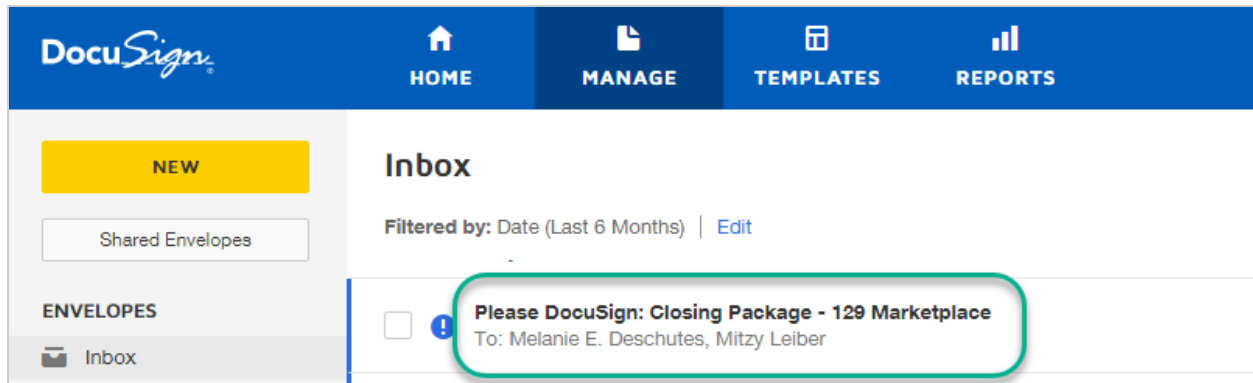 DocuSign
HOME
MANAGE
TEMPLATES
REPORTS
NEW
Shared Envelopes
ENVELOPES
Inbox
Inbox
Filtered by: Date (Last 6 Months) | Edit
Please DocuSign: Closing Package - 129 Marketplace
To: Melanie E. Deschutes, Mitzy Leiber